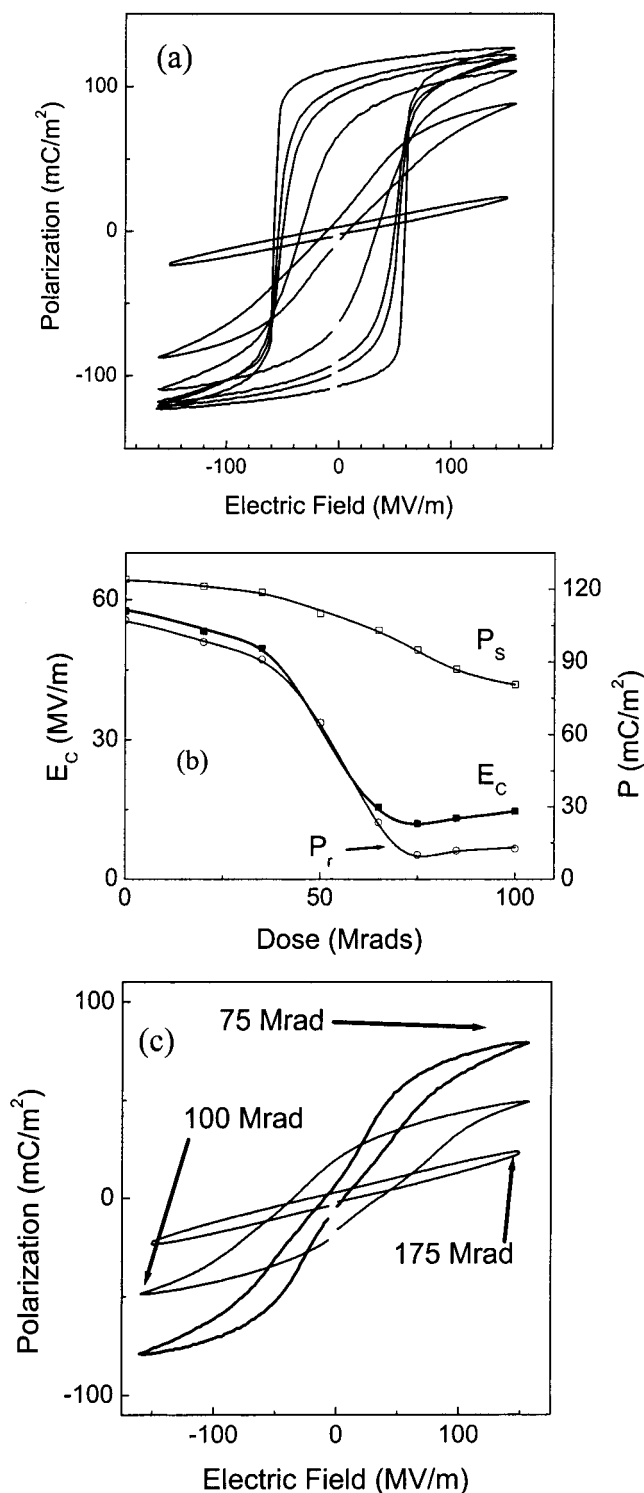 (a)
100
0
-100
Polarization (mC/m²)
-100
0
100
Electric Field (MV/m)
60
30
0
E_C (MV/m)
(b)
P_S
E_C
P_r
120
90
60
30
0
P (mC/m²)
0
50
100
Dose (Mrads)
100
0
-100
Polarization (mC/m²)
(c)
75 Mrad
100 Mrad
175 Mrad
-100
0
100
Electric Field (MV/m)